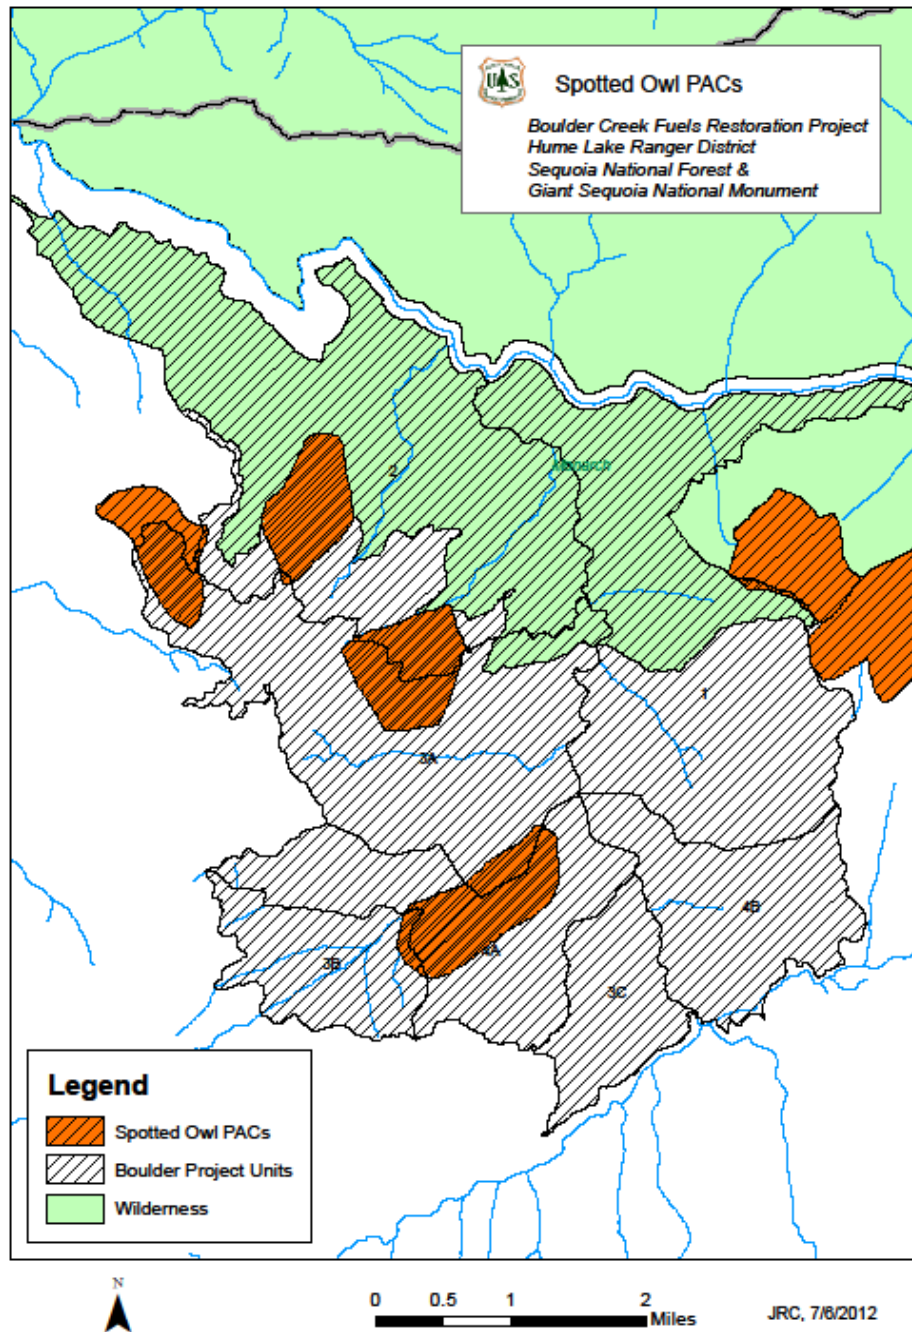 U S
Spotted Owl PACs
Boulder Creek Fuels Restoration Project
Hume Lake Ranger District
Sequoia National Forest &
Giant Sequoia National Monument
Monarch
2
1
3A
4B
4A
3B
3C
Legend
Spotted Owl PACs
Boulder Project Units
Wilderness
N
0 0.5 1 2
Miles
JRC, 7/6/2012